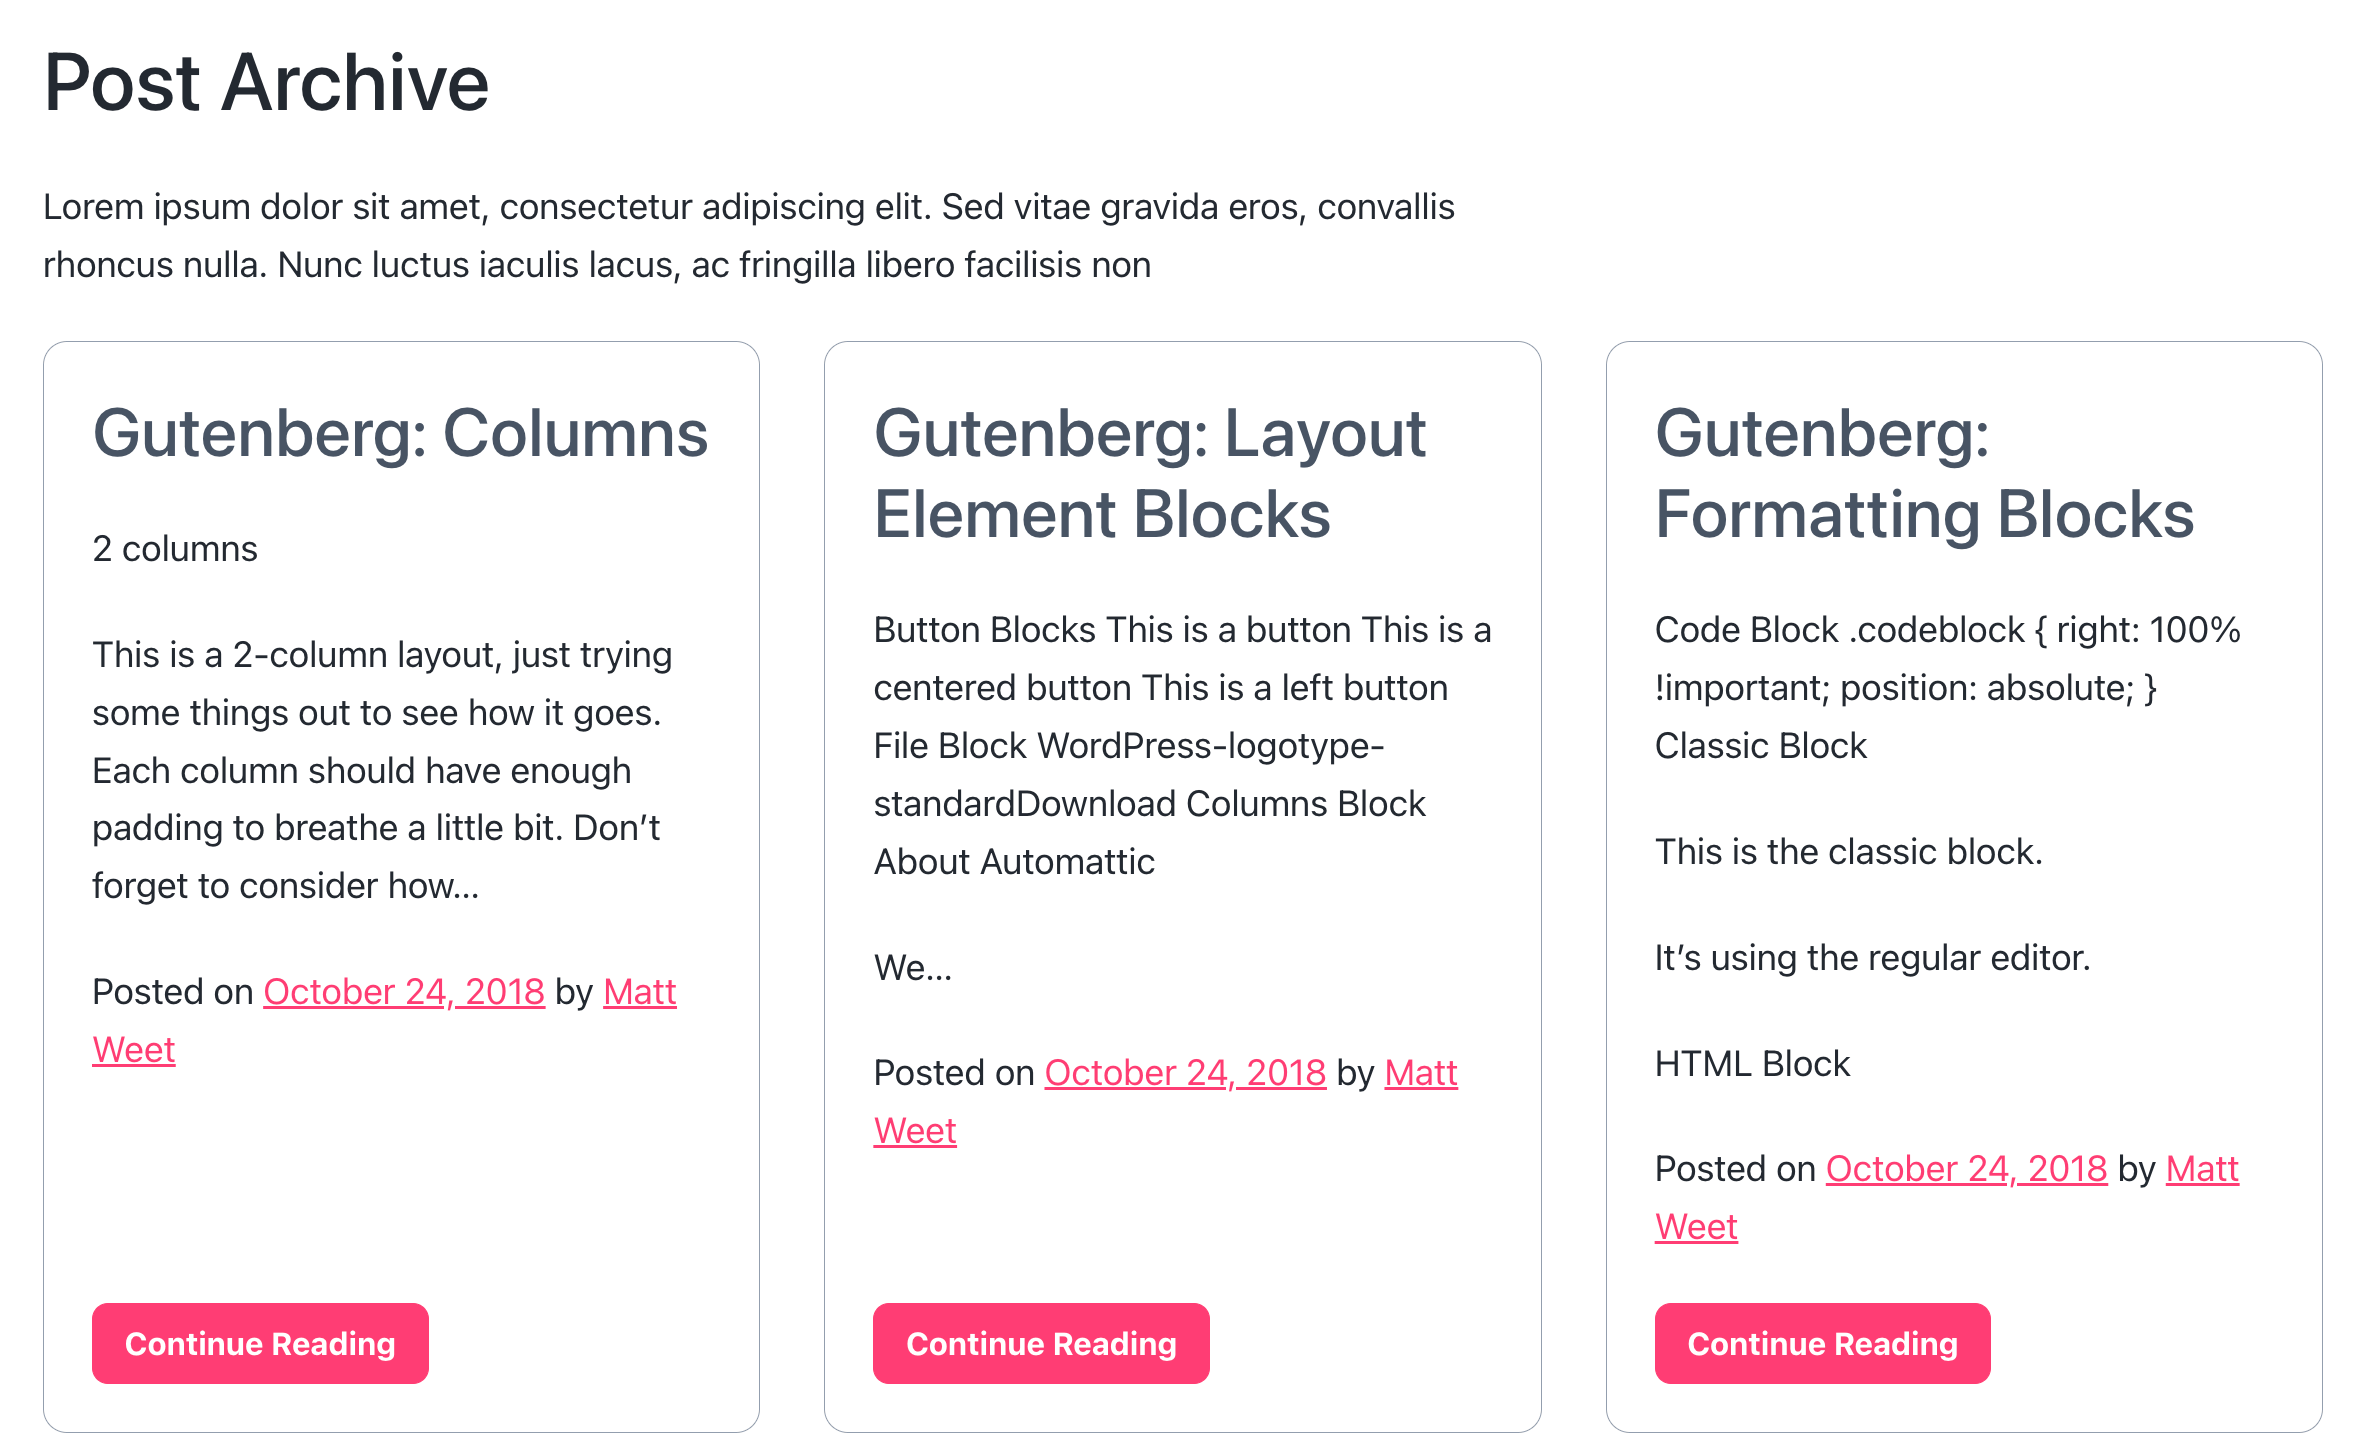 Post Archive
Lorem ipsum dolor sit amet, consectetur adipiscing elit. Sed vitae gravida eros, convallis
rhoncus nulla. Nunc luctus iaculis lacus, ac fringilla libero facilisis non
Gutenberg: Columns
2 columns
This is a 2-column layout, just trying
some things out to see how it goes.
Each column should have enough
padding to breathe a little bit. Don’t
forget to consider how…
Posted on October 24, 2018 by Matt
Weet
Continue Reading
Gutenberg: Layout
Element Blocks
Button Blocks This is a button This is a
centered button This is a left button
File Block WordPress-logotype-
standardDownload Columns Block
About Automattic
We…
Posted on October 24, 2018 by Matt
Weet
Continue Reading
Gutenberg:
Formatting Blocks
Code Block .codeblock { right: 100%
!important; position: absolute; }
Classic Block
This is the classic block.
It’s using the regular editor.
HTML Block
Posted on October 24, 2018 by Matt
Weet
Continue Reading